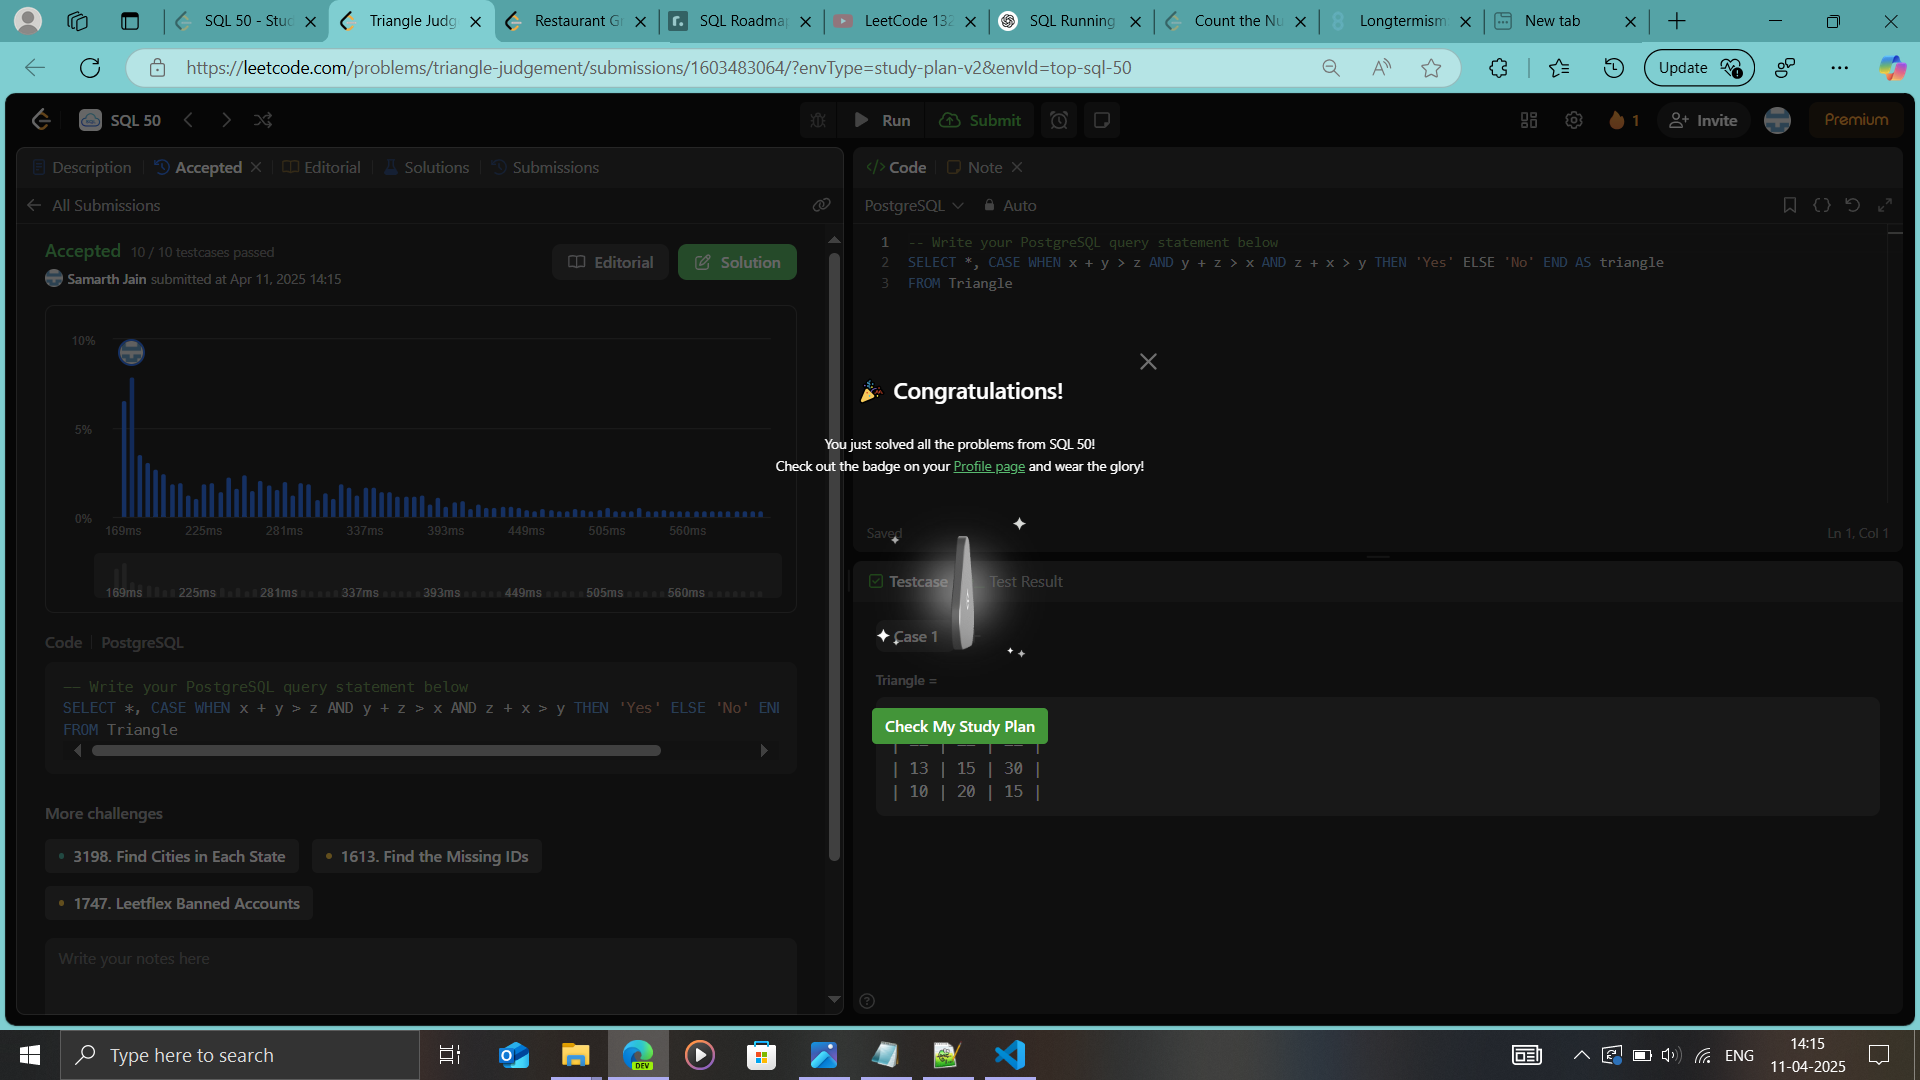 SQL 50 - Stud
Triangle Judg
Restaurant Gr
SQL Roadmap
LeetCode 132
SQL Running
Count the Nu
Longtermism
New tab
https://leetcode.com/problems/triangle-judgement/submissions/1603483064/?envType=study-plan-v2&envId=top-sql-50
Update
SQL 50
Run
Submit
1
Invite
Premium
Description
Accepted
Editorial
Solutions
Submissions
All Submissions
Accepted 10 / 10 testcases passed
Samarth Jain submitted at Apr 11, 2025 14:15
Editorial
Solution
10%
5%
0%
169ms 225ms 281ms 337ms 393ms 449ms 505ms 560ms
169ms 225ms 281ms 337ms 393ms 449ms 505ms 560ms
Code | PostgreSQL
-- Write your PostgreSQL query statement below
SELECT *, CASE WHEN x + y > z AND y + z > x AND z + x > y THEN 'Yes' ELSE 'No' END
FROM Triangle
More challenges
3198. Find Cities in Each State
1613. Find the Missing IDs
1747. Leetflex Banned Accounts
Write your notes here
</> Code
Note
PostgreSQL
Auto
1 -- Write your PostgreSQL query statement below
2 SELECT *, CASE WHEN x + y > z AND y + z > x AND z + x > y THEN 'Yes' ELSE 'No' END AS triangle
3 FROM Triangle
Congratulations!
You just solved all the problems from SQL 50!
Check out the badge on your Profile page and wear the glory!
Saved
Ln 1, Col 1
Testcase
Test Result
Case 1
Triangle =
Check My Study Plan
| 13 | 15 | 30 |
| 10 | 20 | 15 |
Type here to search
DEV
ENG
14:15
11-04-2025